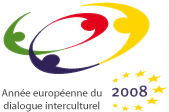 Année européenne du
dialogue interculturel
2008